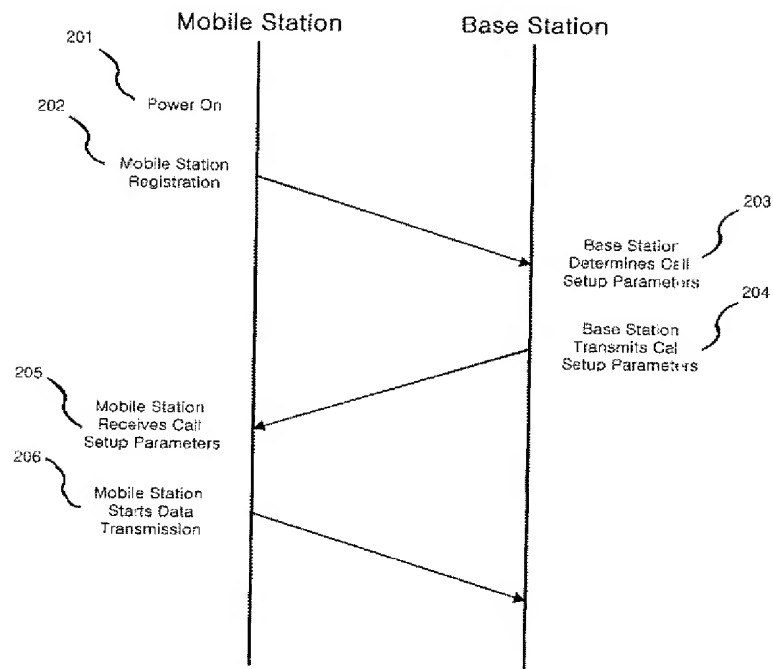 Mobile Station
Base Station
201
Power On
202
Mobile Station
Registration
203
Base Station
Determines Call
Setup Parameters
204
Base Station
Transmits Call
Setup Parameters
205
Mobile Station
Receives Call
Setup Parameters
206
Mobile Station
Starts Data
Transmission